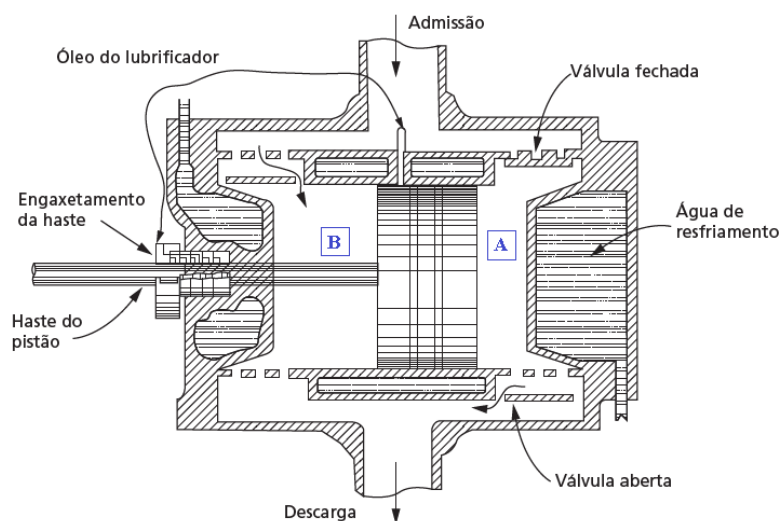 Admissão
Óleo do lubrificador
Válvula fechada
Engaxetamento
da haste
B
A
Água de
resfriamento
Haste do
pistão
Válvula aberta
Descarga